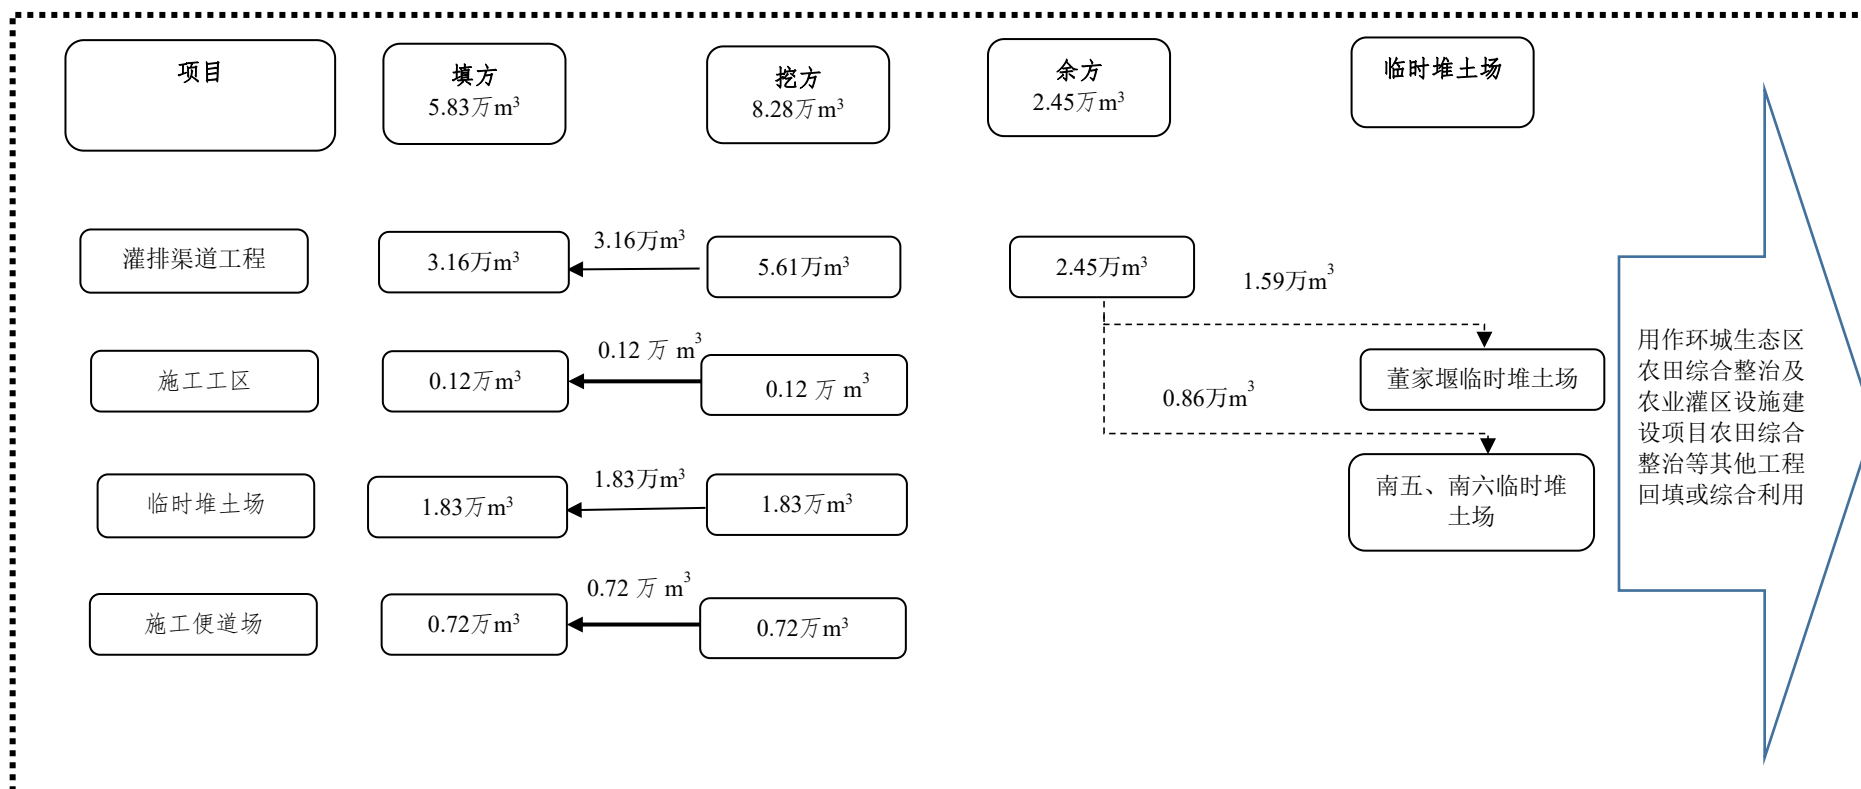 项目
填方
5.83万m³
挖方
8.28万m³
余方
2.45万m³
临时堆土场
灌排渠道工程
3.16万m³
3.16万m³
5.61万m³
2.45万m³
1.59万m³
施工工区
0.12万m³
0.12 万 m³
0.12 万 m³
董家堰临时堆土场
0.86万m³
临时堆土场
1.83万m³
1.83万m³
1.83万m³
南五、南六临时堆
土场
施工便道场
0.72万m³
0.72 万 m³
0.72万m³
用作环城生态区
农田综合整治及
农业灌区设施建
设项目农田综合
整治等其他工程
回填或综合利用